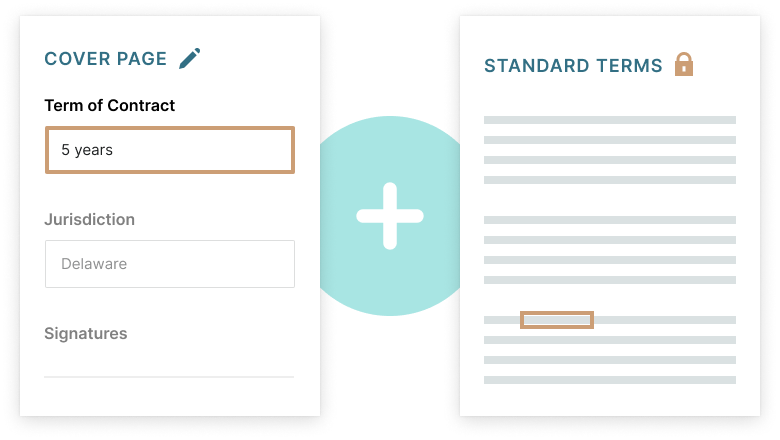 COVER PAGE
Term of Contract
5 years
Jurisdiction
Delaware
Signatures
STANDARD TERMS